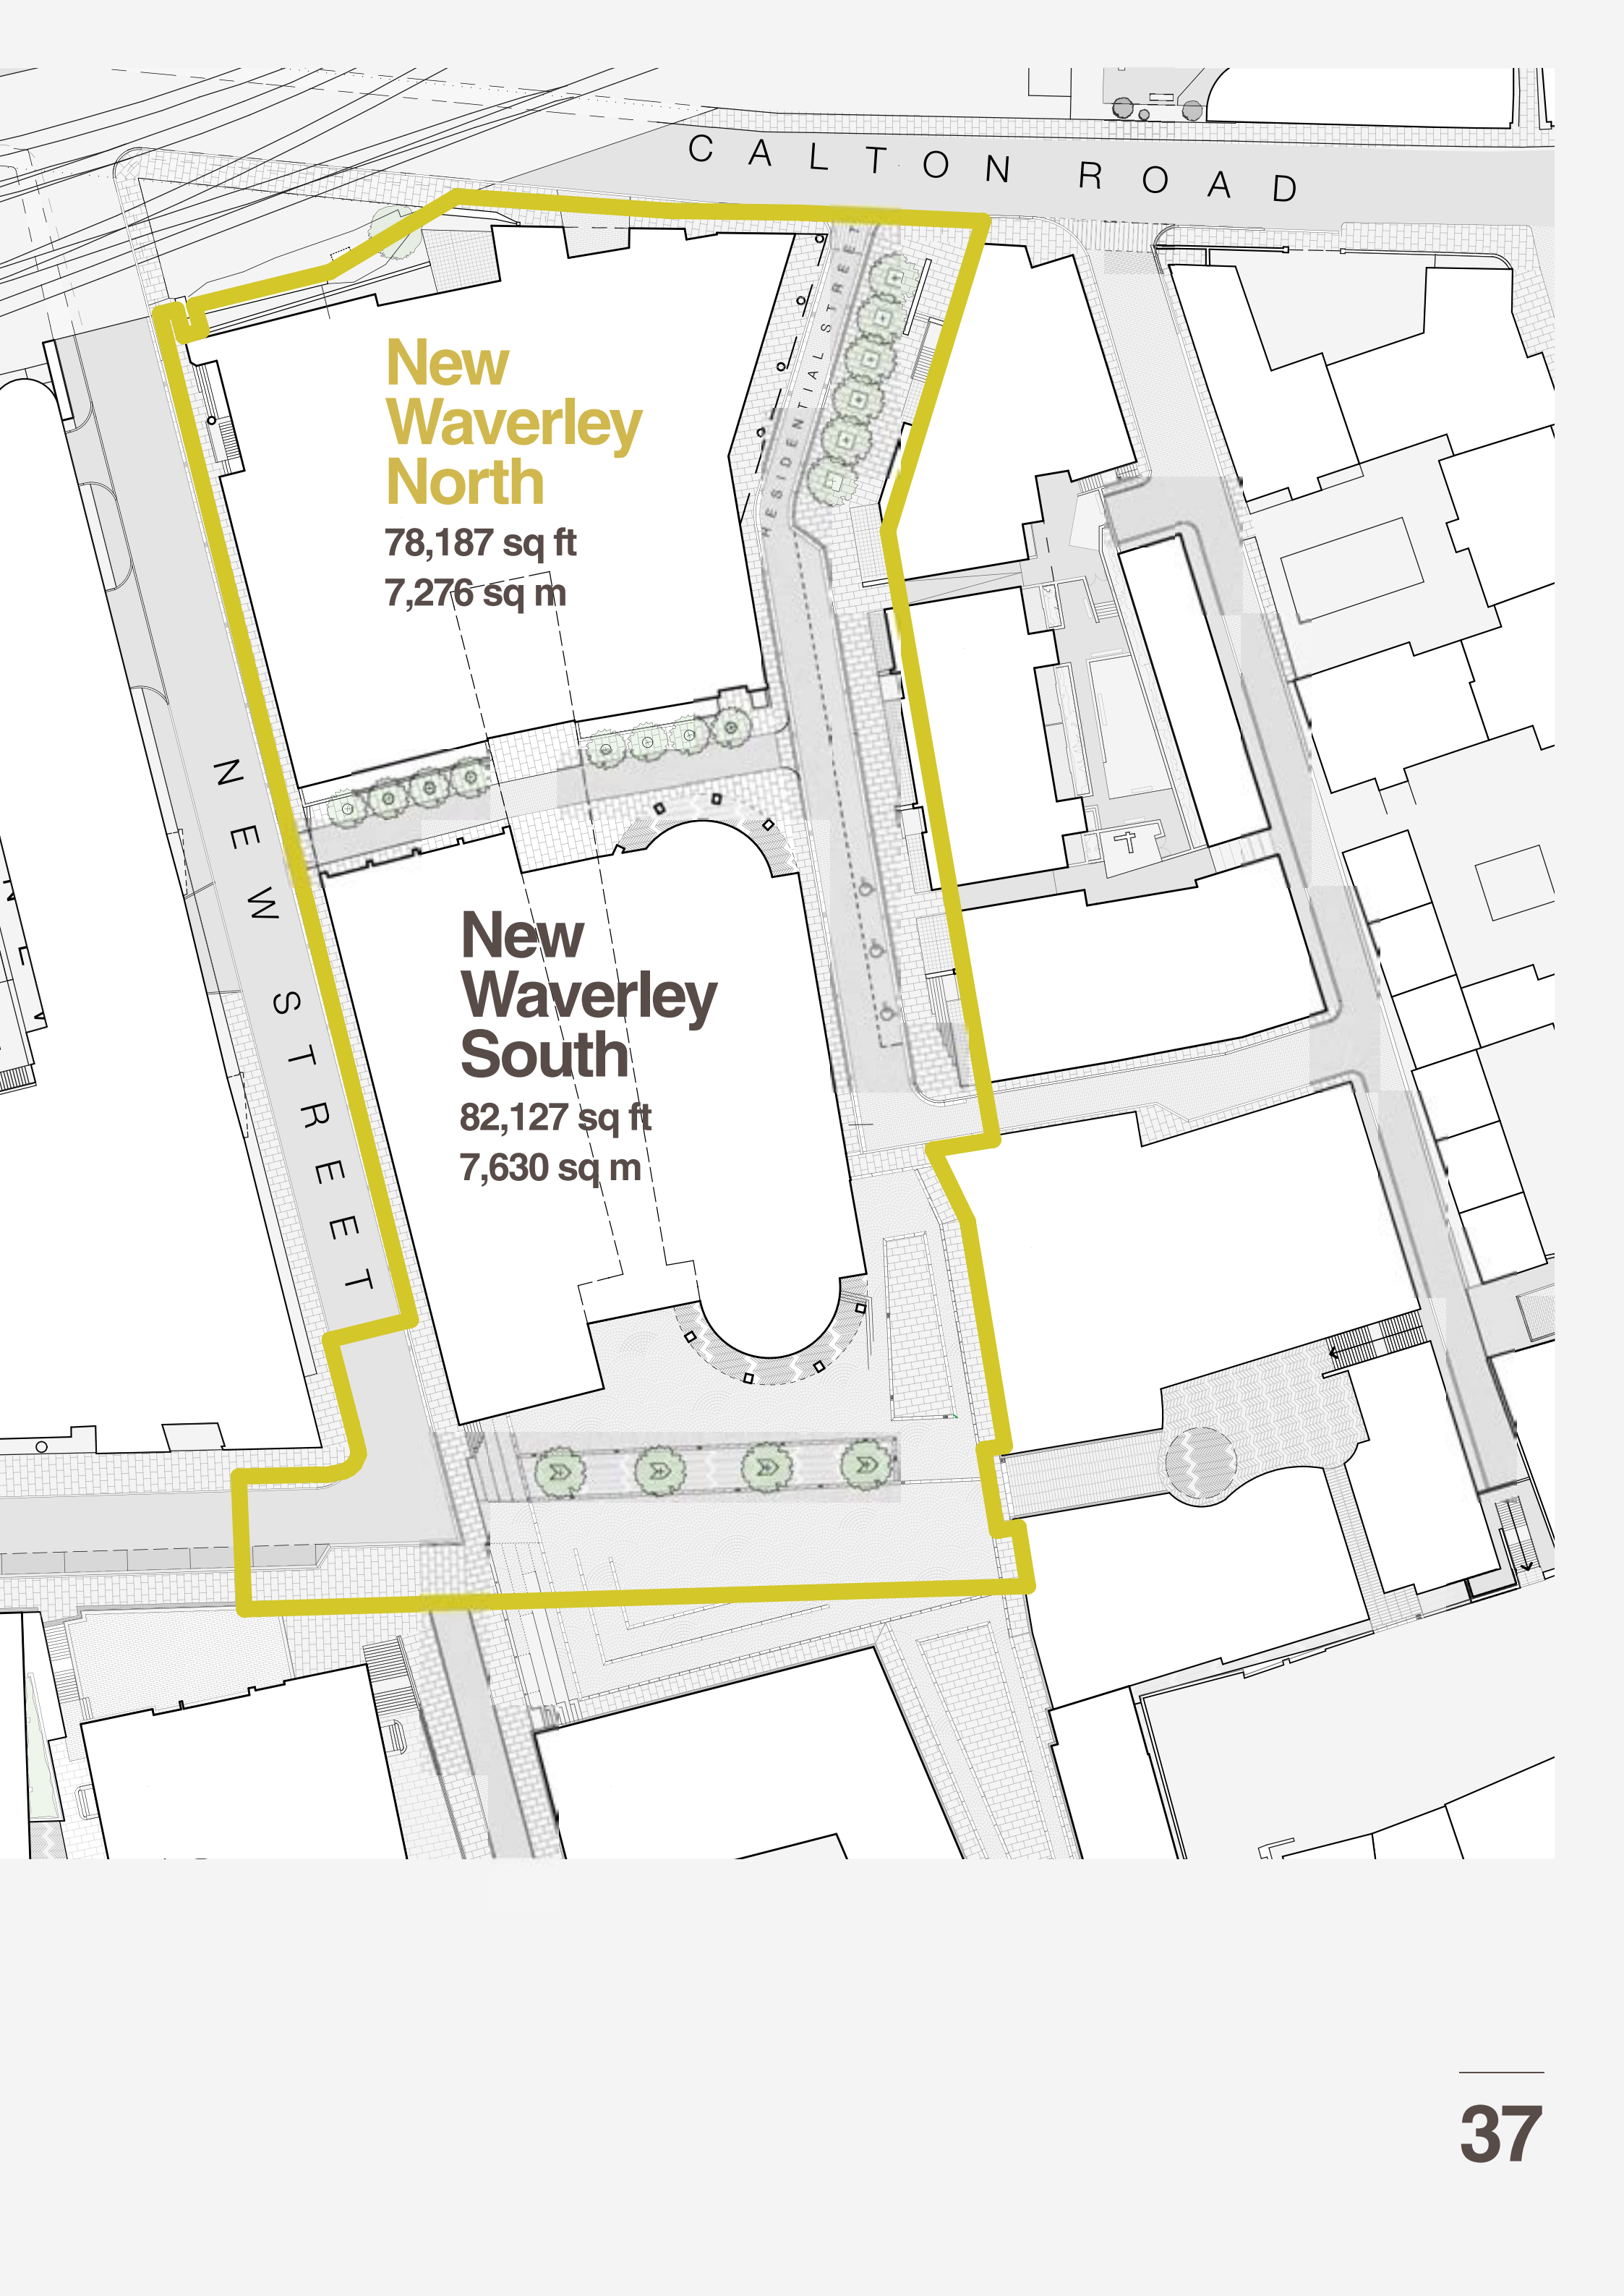 CALTON ROAD
RESIDENTIAL STREET
New
Waverley
North
78,187 sq ft
7,276 sq m
NEW STREET
New
Waverley
South
82,127 sq ft
7,630 sq m
37